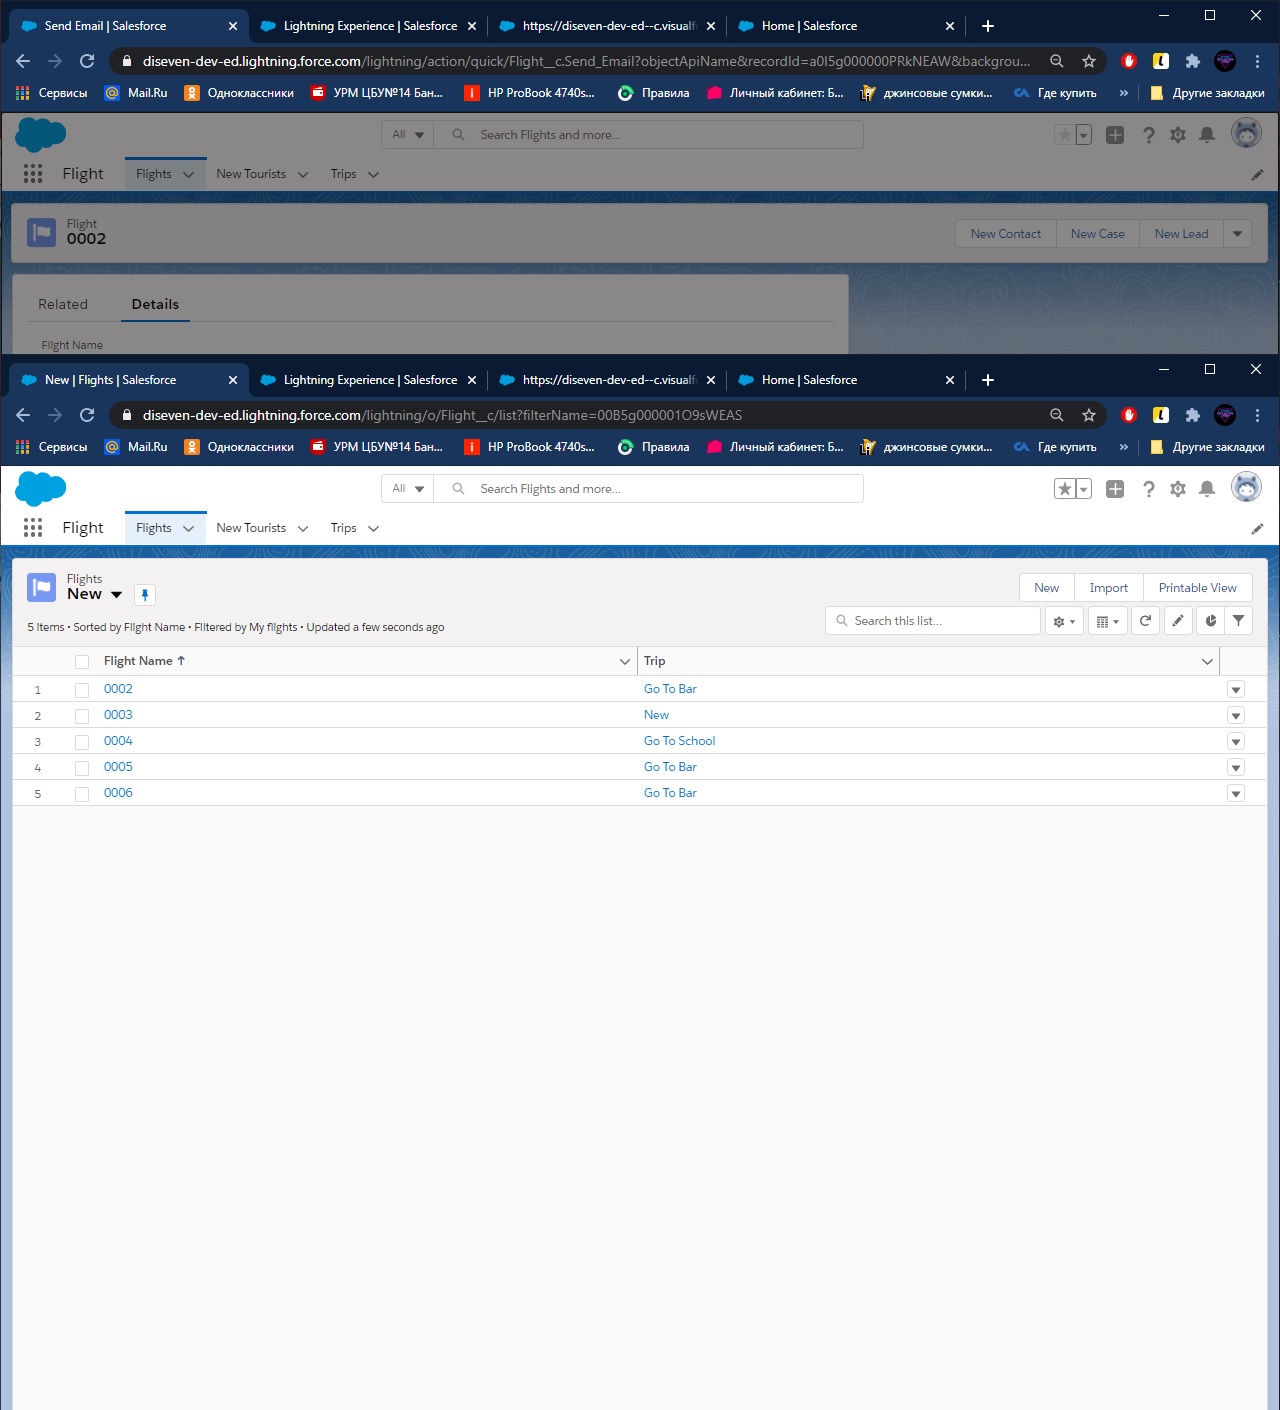 Send Email | Salesforce
Lightning Experience | Salesforce
https://diseven-dev-ed--c.visualf
Home | Salesforce
diseven-dev-ed.lightning.force.com/lightning/action/quick/Flight__c.Send_Email?objectApiName&recordId=a0I5g000000PRkNEAW&backgrou...
Сервисы
Mail.Ru
Одноклассники
УРМ ЦБУ№14 Бан...
HP ProBook 4740s...
Правила
Личный кабинет: Б...
джинсовые сумки...
Где купить
»
Другие закладки
All
Search Flights and more...
Flight
Flights
New Tourists
Trips
Flight
0002
New Contact
New Case
New Lead
Related
Details
Flight Name
New | Flights | Salesforce
Lightning Experience | Salesforce
https://diseven-dev-ed--c.visualf
Home | Salesforce
diseven-dev-ed.lightning.force.com/lightning/o/Flight__c/list?filterName=00B5g000001O9sWEAS
Сервисы
Mail.Ru
Одноклассники
УРМ ЦБУ№14 Бан...
HP ProBook 4740s...
Правила
Личный кабинет: Б...
джинсовые сумки...
Где купить
»
Другие закладки
All
Search Flights and more...
Flight
Flights
New Tourists
Trips
Flights
New
New
Import
Printable View
5 items • Sorted by Flight Name • Filtered by My flights • Updated a few seconds ago
Search this list...
Flight Name
Trip
1 0002 Go To Bar
2 0003 New
3 0004 Go To School
4 0005 Go To Bar
5 0006 Go To Bar